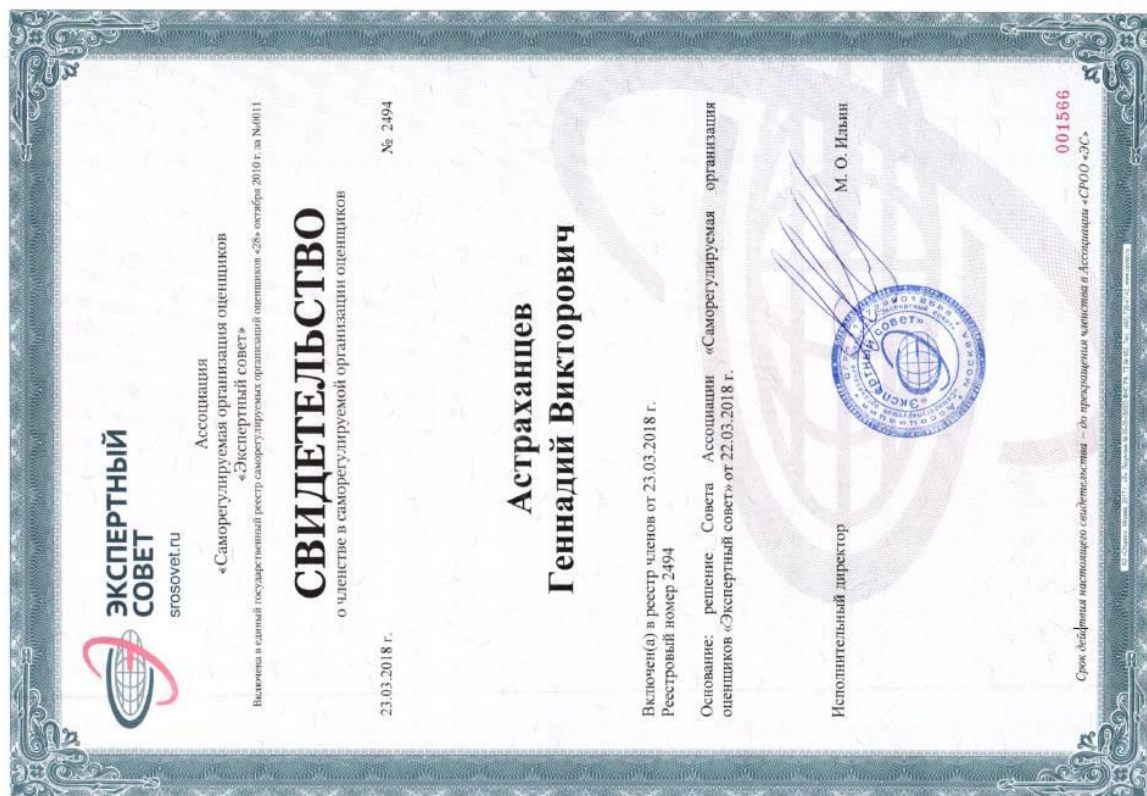 ЭКСПЕРТНЫЙ
СОВЕТ
srosovet.ru
Ассоциация
«Саморегулируемая организация оценщиков
«Экспертный совет»
Включена в единый государственный реестр саморегулируемых организаций оценщиков «28» октября 2010 г. за №0011
СВИДЕТЕЛЬСТВО
о членстве в саморегулируемой организации оценщиков
23.03.2018 г. № 2494
Астраханцев
Геннадий Викторович
Включен(а) в реестр членов от 23.03.2018 г.
Реестровый номер 2494
Основание: решение Совета Ассоциации «Саморегулируемая организация
оценщиков «Экспертный совет» от 22.03.2018 г.
Исполнительный директор М. О. Ильин
«ЭКСПЕРТНЫЙ СОВЕТ»
МОСКВА
001566
Срок действия настоящего свидетельства – до прекращения членства в Ассоциации «СРОО «ЭС»